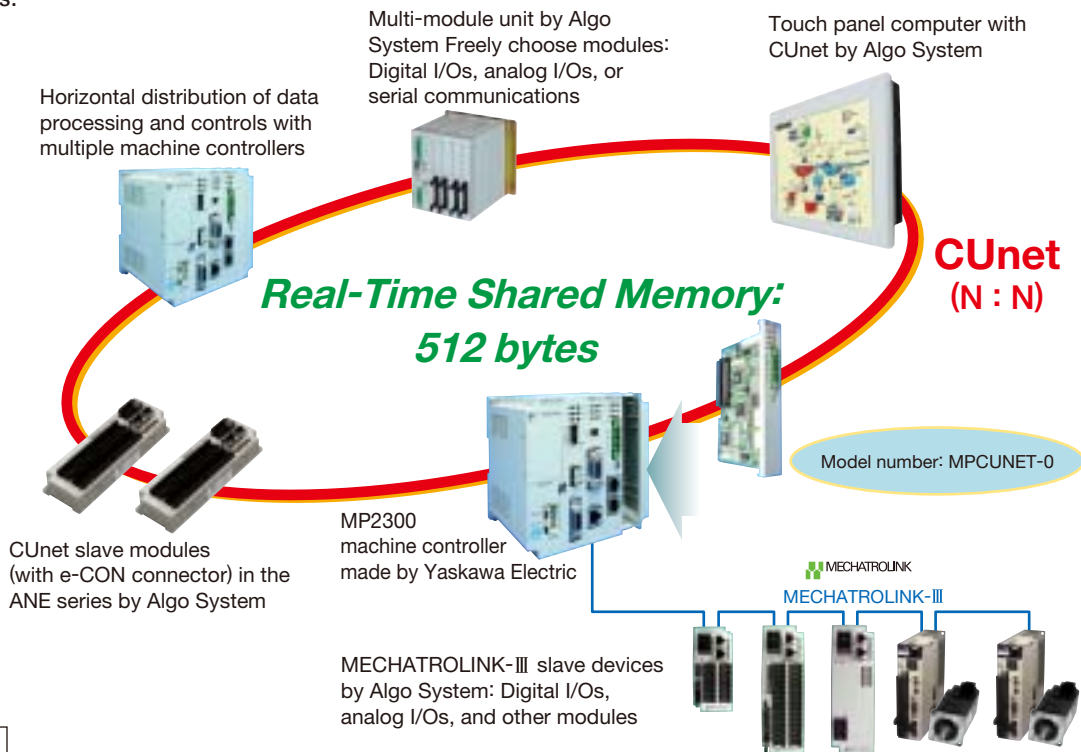 s.
Multi-module unit by Algo
System Freely choose modules:
Digital I/Os, analog I/Os, or
serial communications
Touch panel computer with
CUnet by Algo System
Horizontal distribution of data
processing and controls with
multiple machine controllers
CUnet
(N : N)
Real-Time Shared Memory:
512 bytes
Model number: MPCUNET-0
MP2300
machine controller
made by Yaskawa Electric
CUnet slave modules
(with e-CON connector) in the
ANE series by Algo System
MECHATROLINK
MECHATROLINK-Ⅲ
MECHATROLINK-Ⅲ slave devices
by Algo System: Digital I/Os,
analog I/Os, and other modules